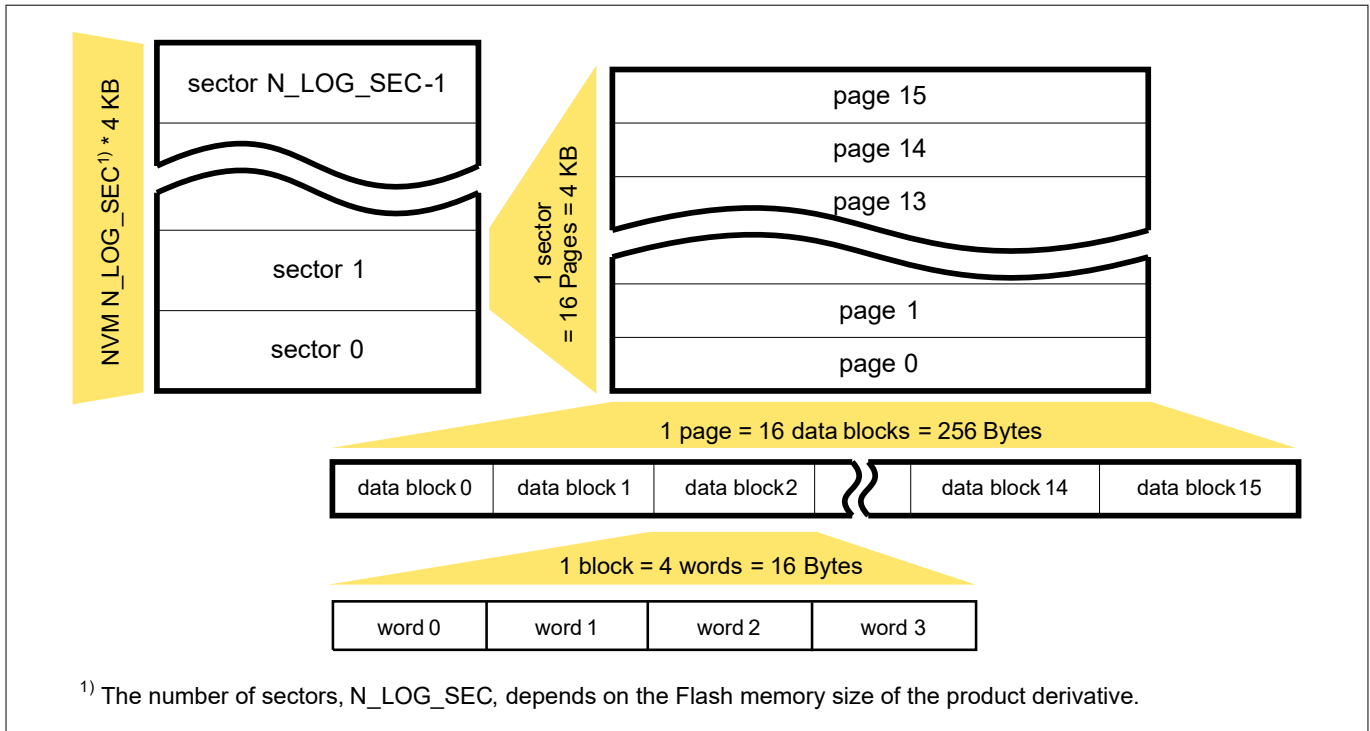 NVM N_LOG_SEC1) * 4 KB
sector N_LOG_SEC-1
sector 1
sector 0
1 sector
= 16 Pages = 4 KB
page 15
page 14
page 13
page 1
page 0
1 page = 16 data blocks = 256 Bytes
data block 0 data block 1 data block 2 data block 14 data block 15
1 block = 4 words = 16 Bytes
word 0 word 1 word 2 word 3
1) The number of sectors, N_LOG_SEC, depends on the Flash memory size of the product derivative.